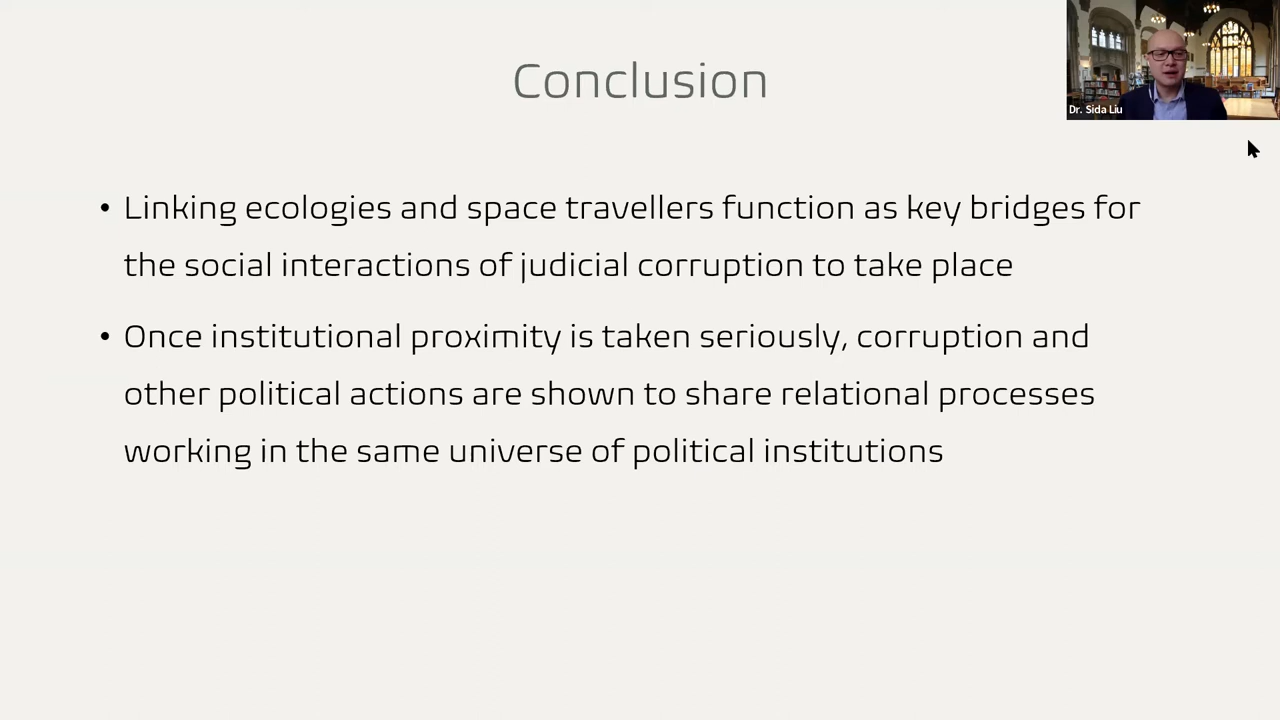 Conclusion
Dr. Sida Liu
• Linking ecologies and space travellers function as key bridges for
the social interactions of judicial corruption to take place
• Once institutional proximity is taken seriously, corruption and
other political actions are shown to share relational processes
working in the same universe of political institutions